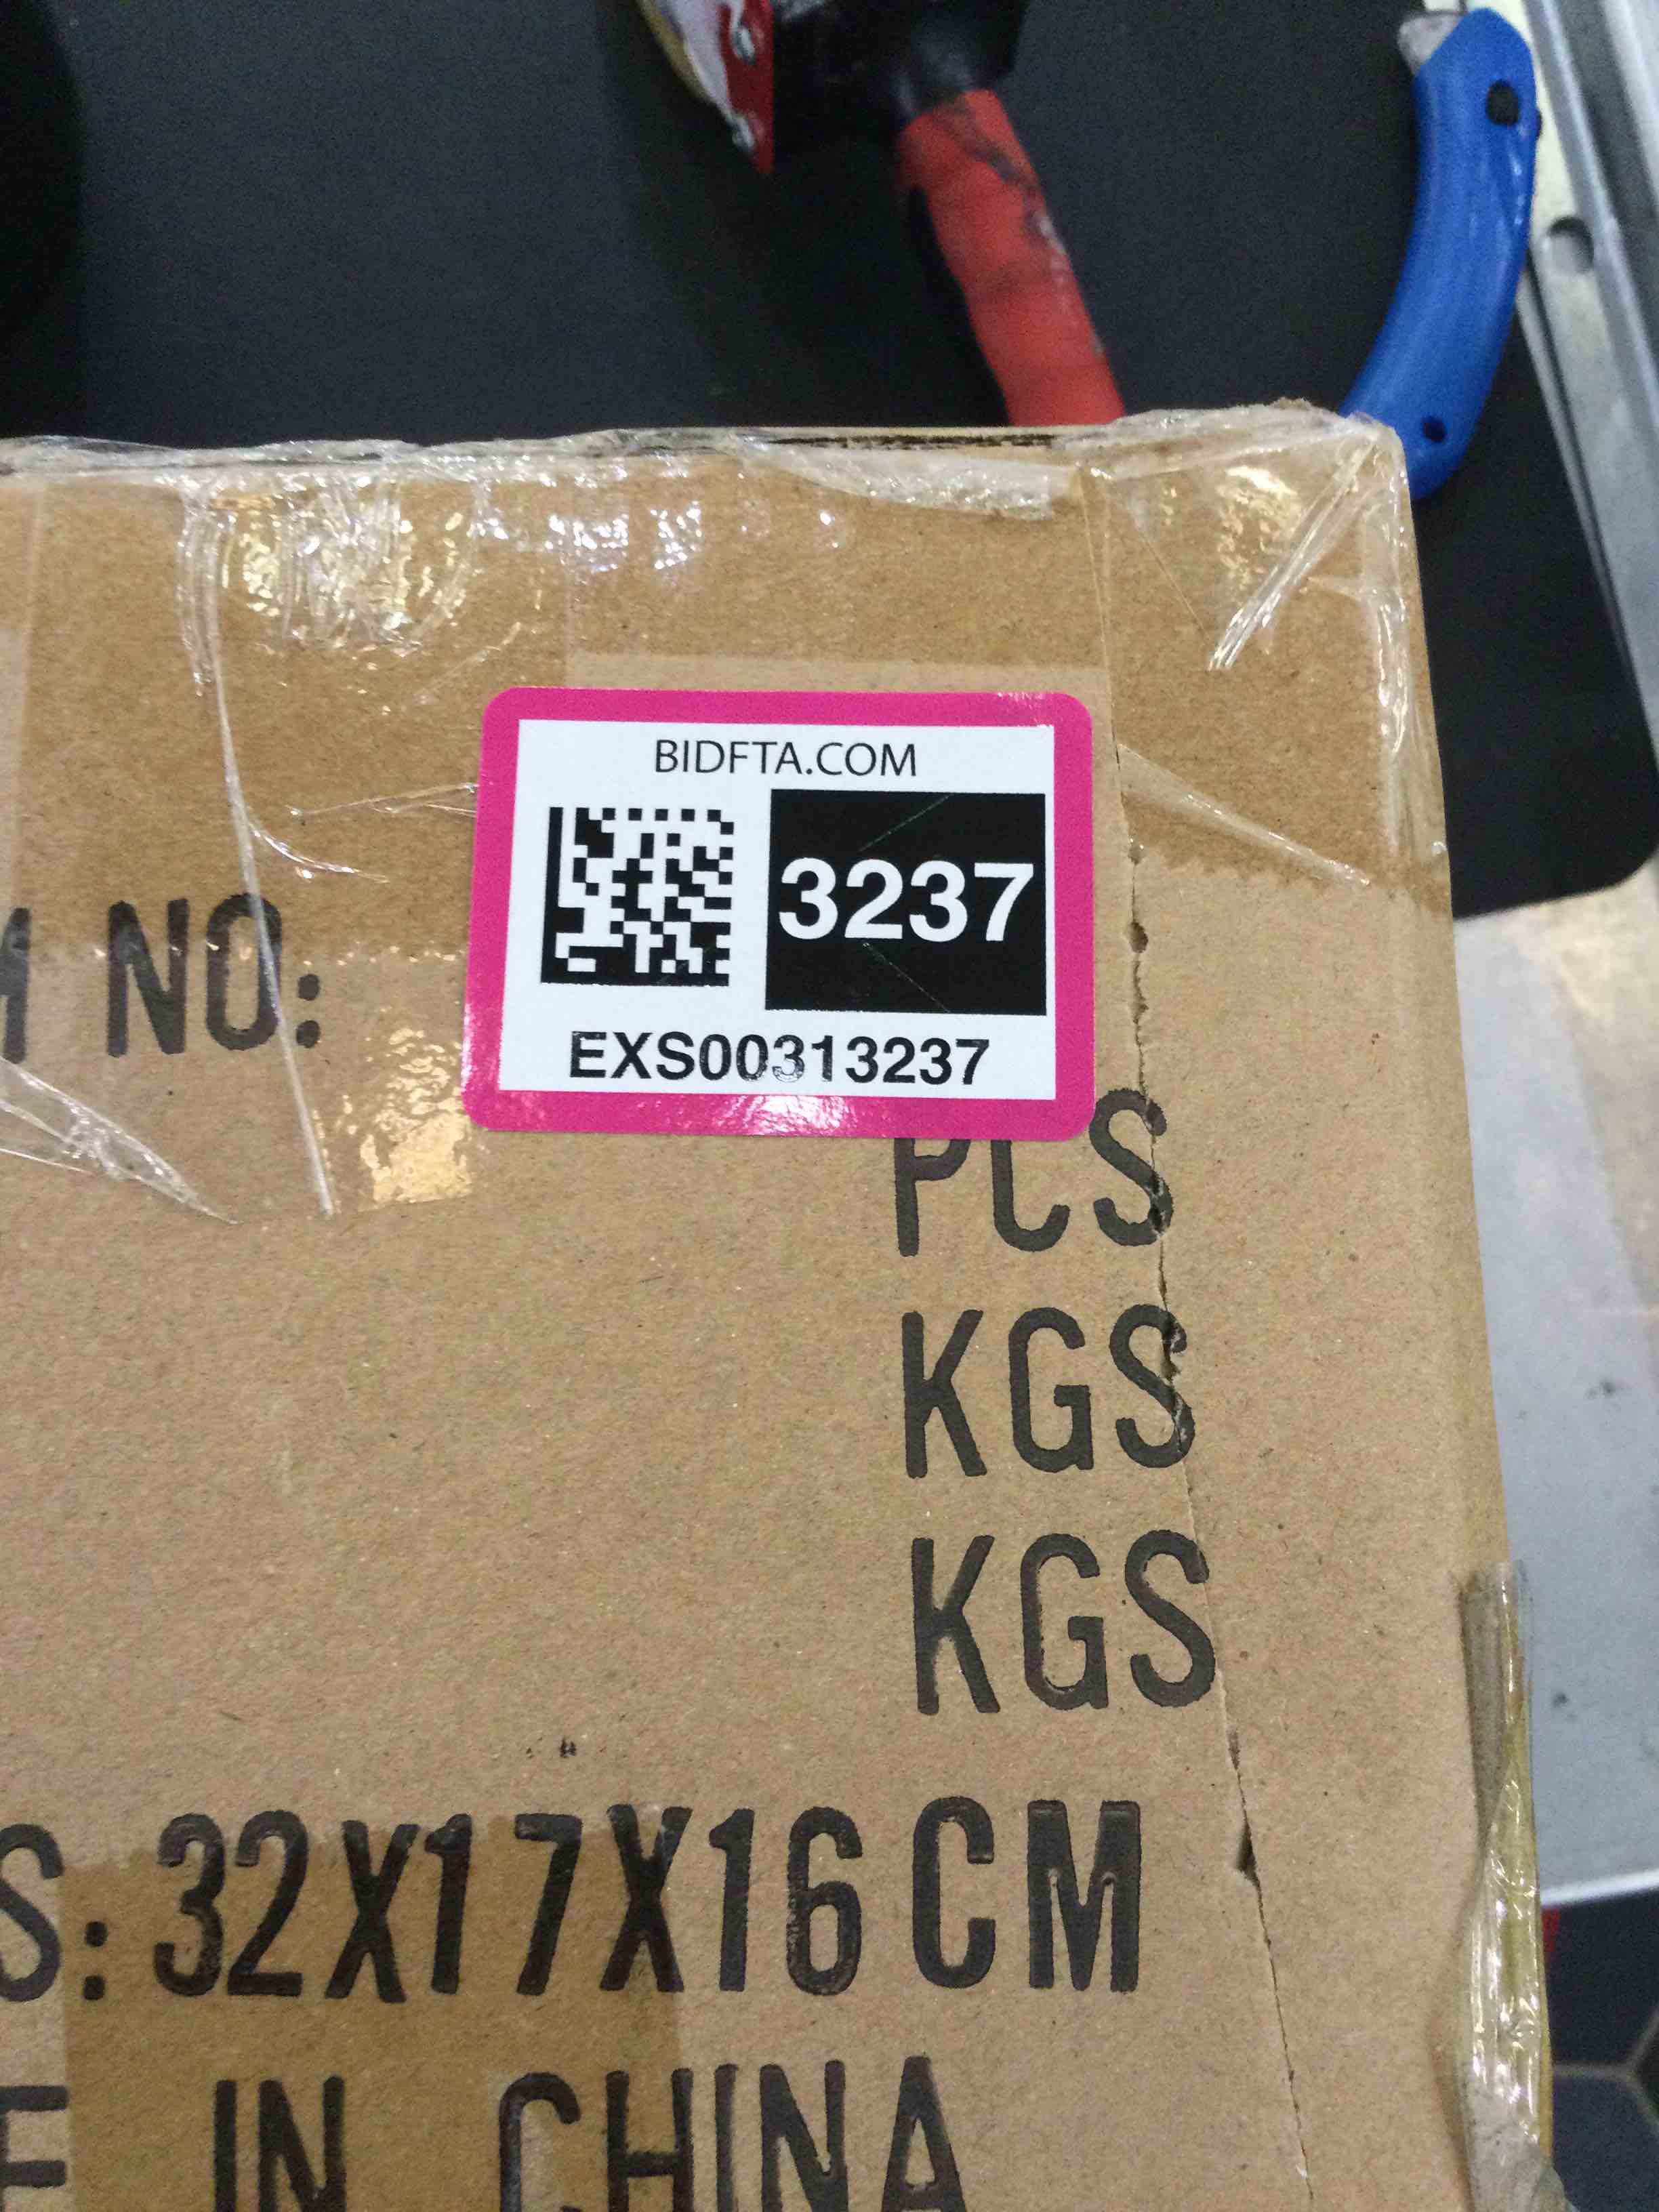 BIDFTA.COM
3237
EXS00313237
NO:
PCS
KGS
KGS
S: 32X17X16 CM
E IN CHINA